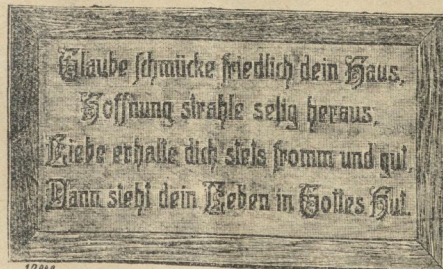 Glaube schmücke friedlich dein Haus,
Hoffnung strahle selig heraus,
Liebe erhalte dich stets fromm und gut,
Dann steht dein Leben in Gottes Hut.